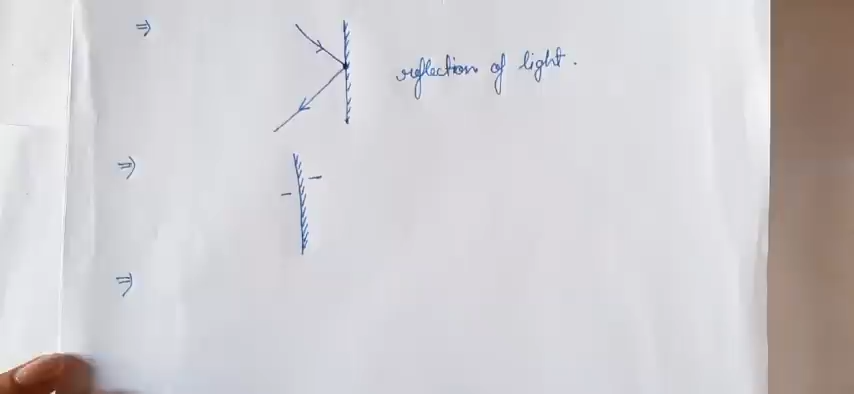 ⇒ reflection of light.
⇒
⇒